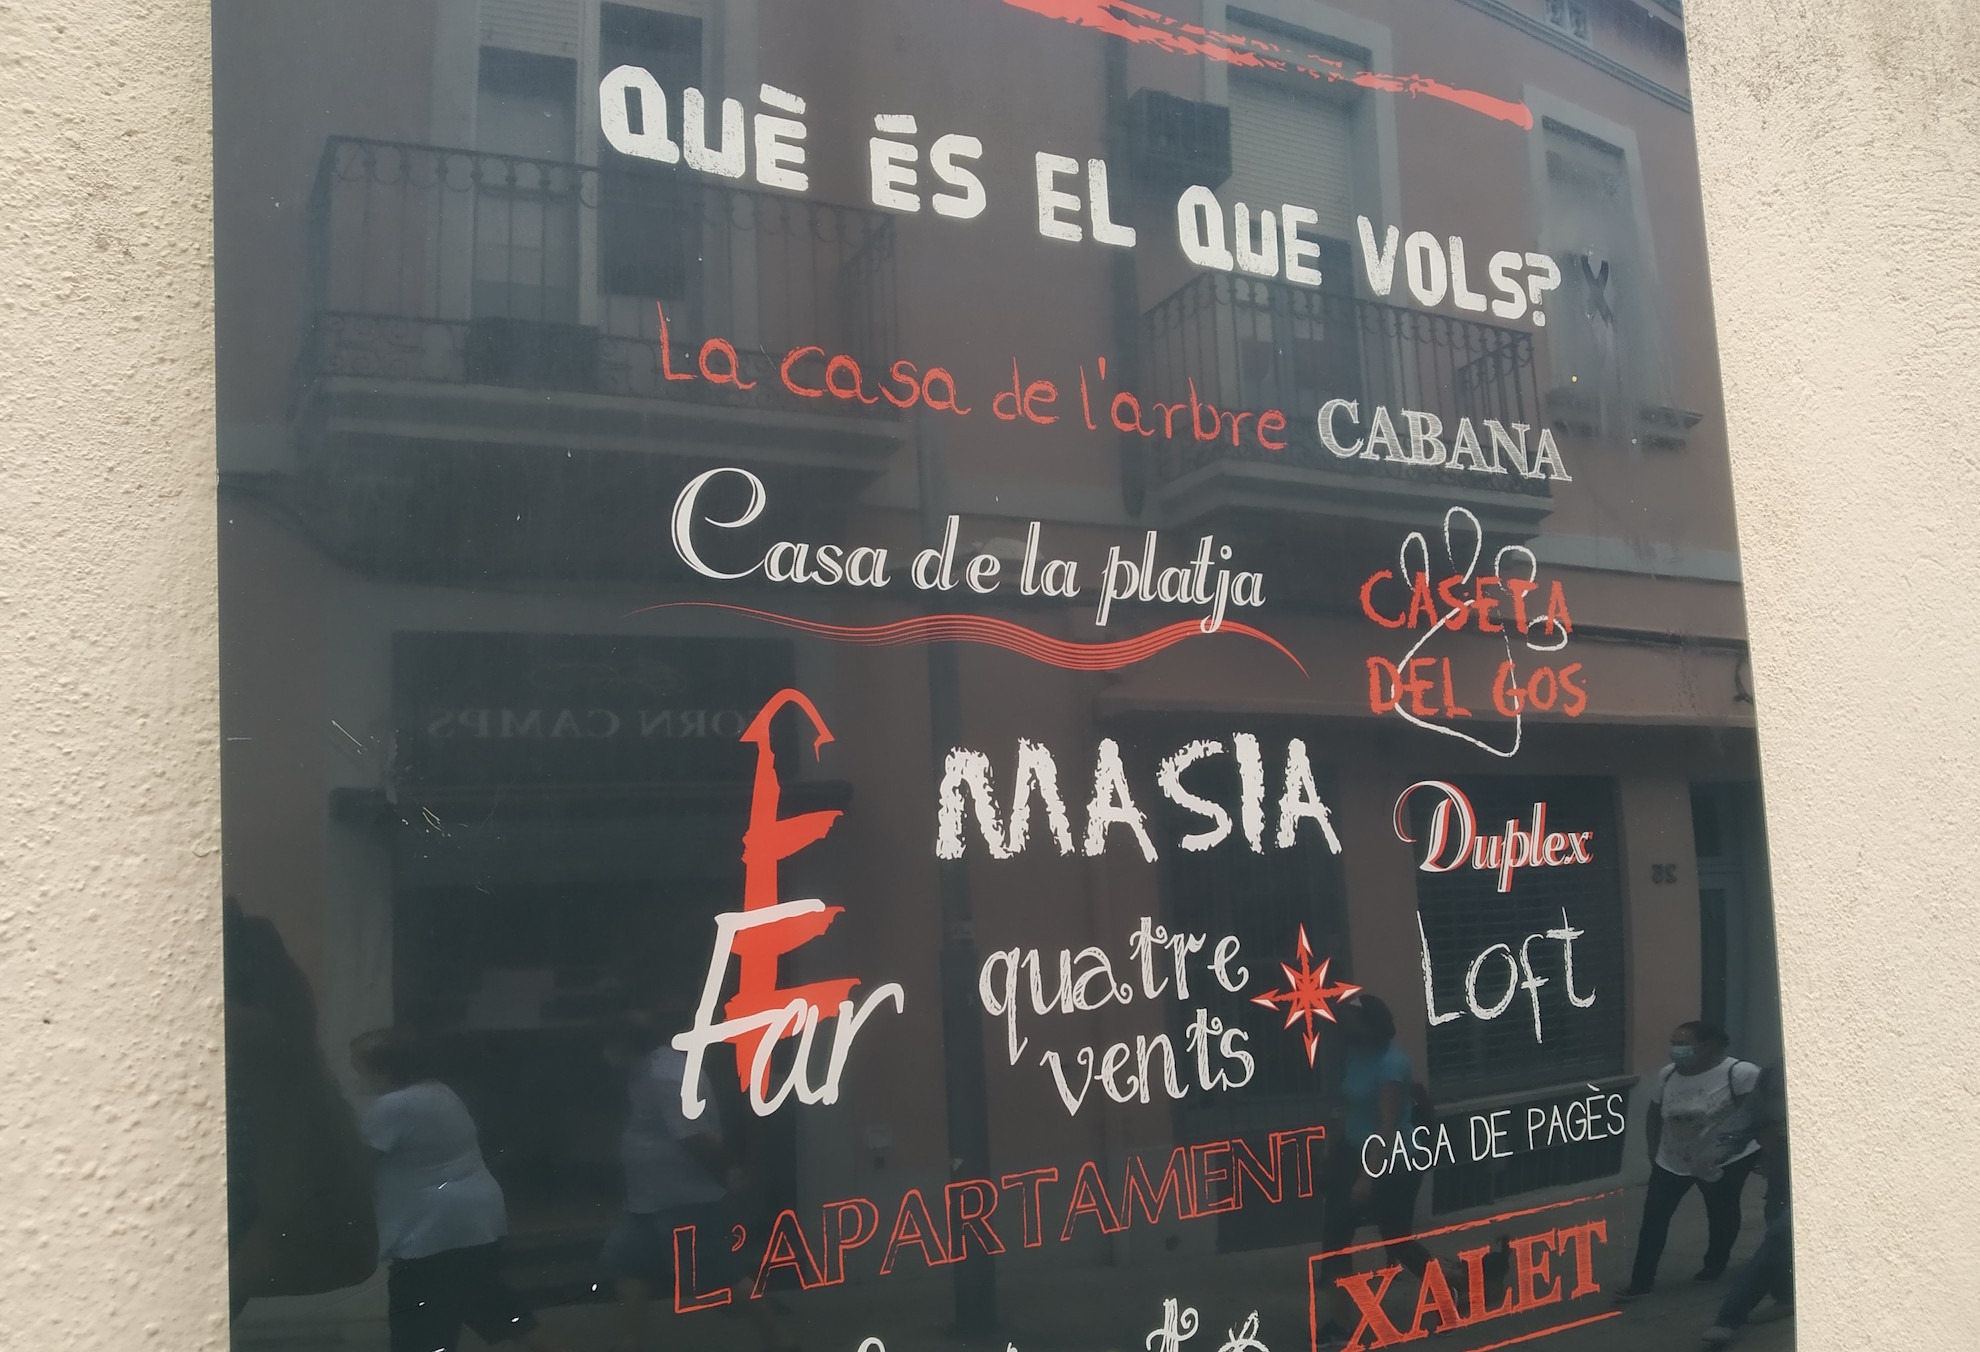 QUÈ ÉS EL QUE VOLS?
La casa de l'arbre CABANA
Casa de la platja
CASETA
DEL GOS
MASIA
Duplex
Far
quatre
vents
Loft
CASA DE PAGÈS
L'APARTAMENT
XALET